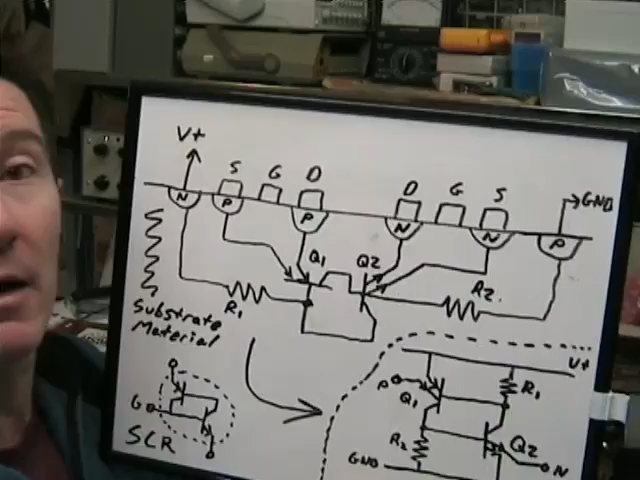 V+
S G D
D G S
GND
N P P N N P
Q1 Q2
R1
R2.
Substrate
Material
V+
P
Q1
R1
G
SCR
R2
Q2
GND
N